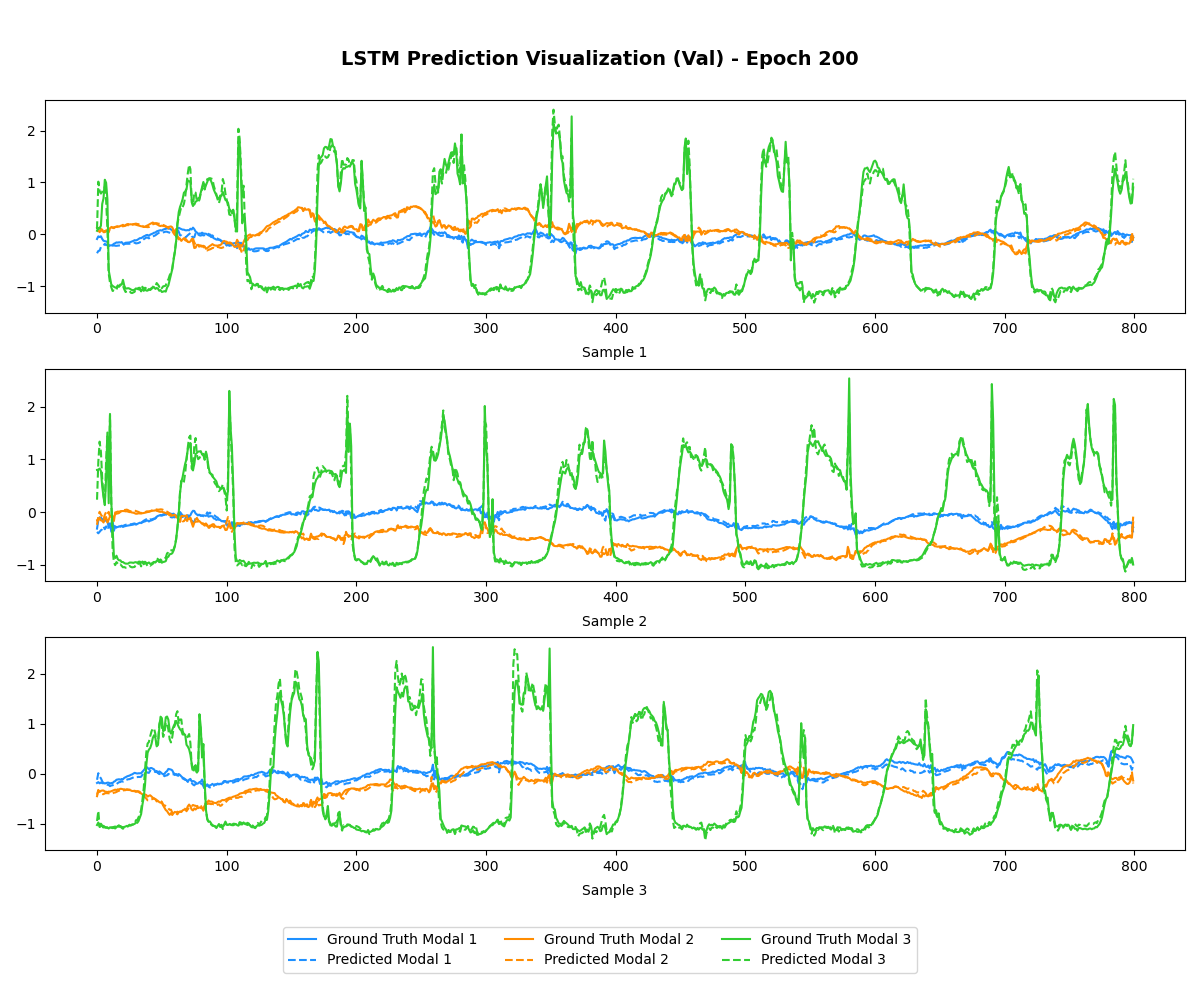 LSTM Prediction Visualization (Val) - Epoch 200
2
1
0
−1
0 100 200 300 400 500 600 700 800
Sample 1
2
1
0
−1
0 100 200 300 400 500 600 700 800
Sample 2
2
1
0
−1
0 100 200 300 400 500 600 700 800
Sample 3
Ground Truth Modal 1 Ground Truth Modal 2 Ground Truth Modal 3
Predicted Modal 1 Predicted Modal 2 Predicted Modal 3